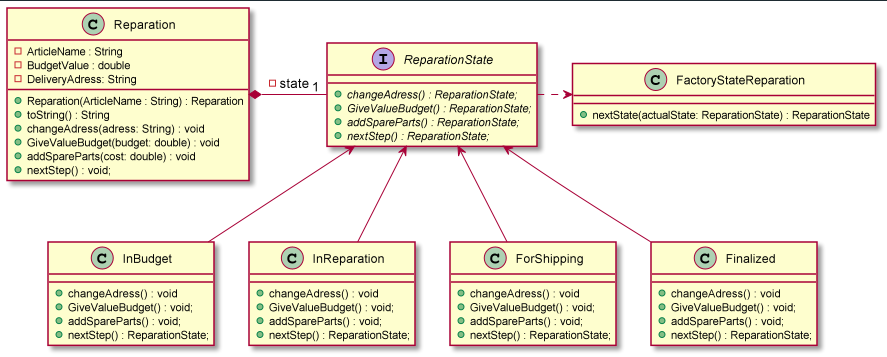 C Reparation
ArticleName : String
BudgetValue : double
DeliveryAdress: String
Reparation(ArticleName : String) : Reparation
toString() : String
changeAdress(adress: String) : void
GiveValueBudget(budget: double) : void
addSpareParts(cost: double) : void
nextStep() : void;
state 1
I ReparationState
changeAdress() : ReparationState;
GiveValueBudget() : ReparationState;
addSpareParts() : ReparationState;
nextStep() : ReparationState;
C FactoryStateReparation
nextState(actualState: ReparationState) : ReparationState
C InBudget
changeAdress() : void
GiveValueBudget() : void;
addSpareParts() : void;
nextStep() : ReparationState;
C InReparation
changeAdress() : void
GiveValueBudget() : void;
addSpareParts() : void;
nextStep() : ReparationState;
C ForShipping
changeAdress() : void
GiveValueBudget() : void;
addSpareParts() : void;
nextStep() : ReparationState;
C Finalized
changeAdress() : void
GiveValueBudget() : void;
addSpareParts() : void;
nextStep() : ReparationState;